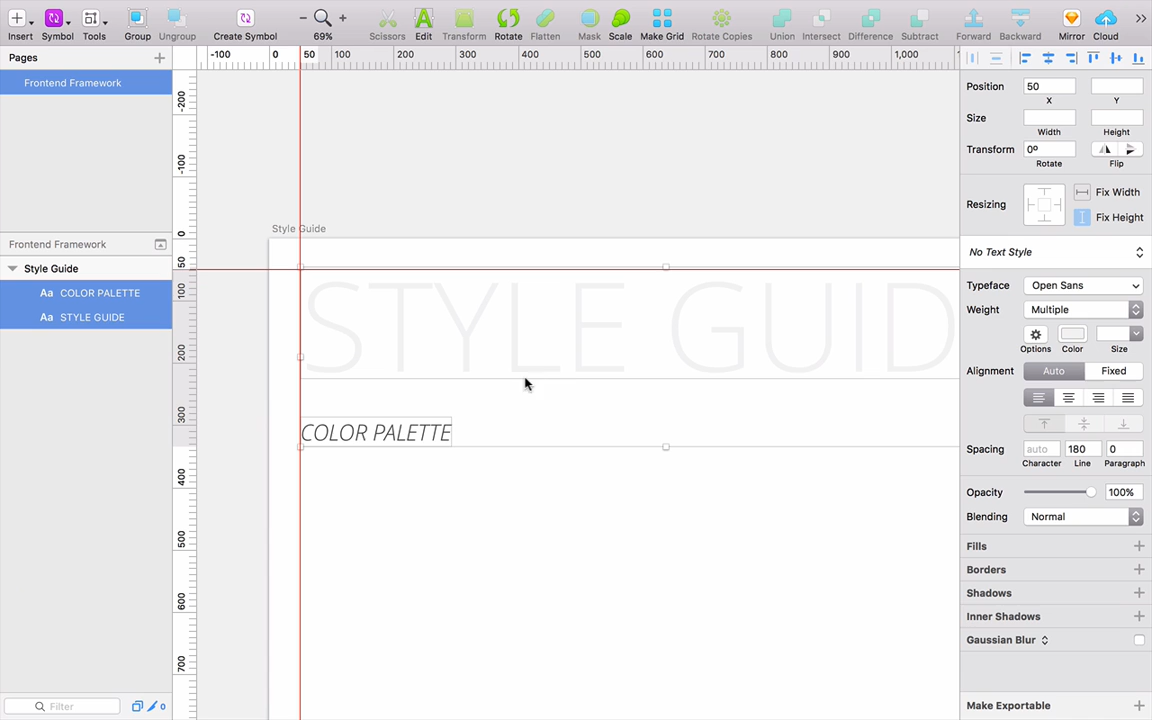 Insert Symbol Tools Group Ungroup Create Symbol 69% Scissors Edit Transform Rotate Flatten Mask Scale Make Grid Rotate Copies Union Intersect Difference Subtract Forward Backward Mirror Cloud
Pages
Frontend Framework
Frontend Framework
Style Guide
Aa COLOR PALETTE
Aa STYLE GUIDE
Filter
0
-100 0 50 100 200 300 400 500 600 700 800 900 1,000
-200
-100
0
50
100
200
300
400
500
600
700
Style Guide
STYLE GUID
COLOR PALETTE
Position 50
X Y
Size
Width Height
Transform 0º
Rotate Flip
Resizing Fix Width
Fix Height
No Text Style
Typeface Open Sans
Weight Multiple
Options Color Size
Alignment Auto Fixed
Spacing auto 180 0
Character Line Paragraph
Opacity 100%
Blending Normal
Fills
Borders
Shadows
Inner Shadows
Gaussian Blur
Make Exportable